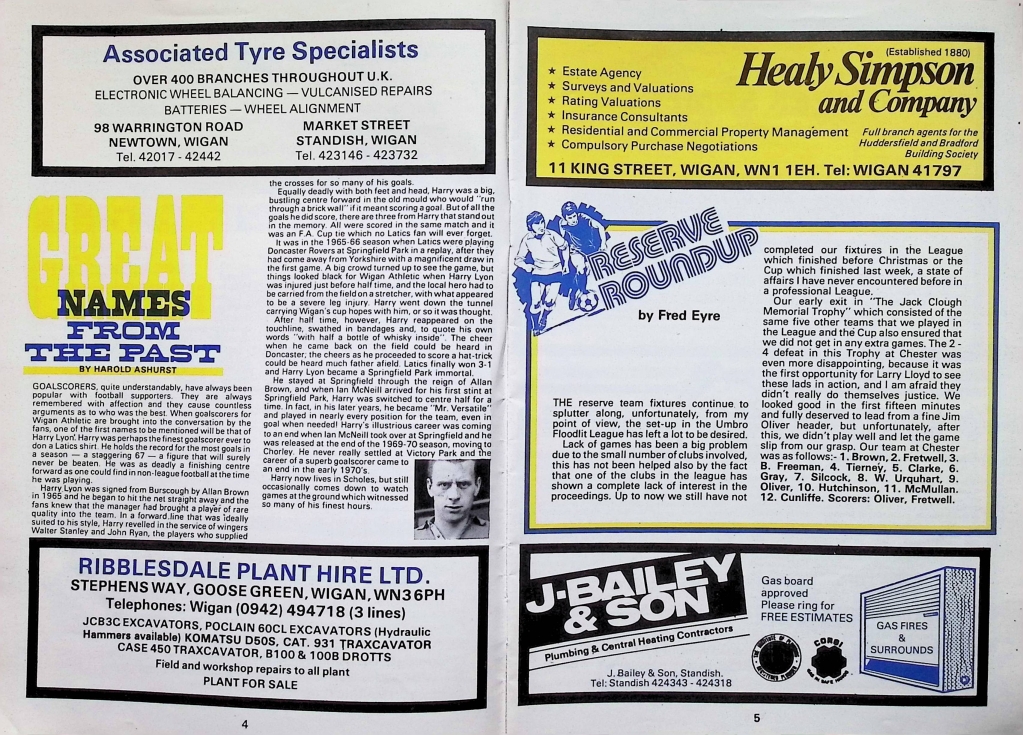 Associated Tyre Specialists
OVER 400 BRANCHES THROUGHOUT U.K.
ELECTRONIC WHEEL BALANCING — VULCANISED REPAIRS
BATTERIES — WHEEL ALIGNMENT
98 WARRINGTON ROAD
NEWTOWN, WIGAN
Tel. 42017 - 42442
MARKET STREET
STANDISH, WIGAN
Tel. 423146 - 423732
GREAT
NAMES
FROM
THE PAST
BY HAROLD ASHURST
GOALSCORERS, quite understandably, have always been
popular with football supporters. They are always
remembered with affection and they cause countless
arguments as to who was the best. When goalscorers for
Wigan Athletic are brought into the conversation by the
fans, one of the first names to be mentioned will be that of
Harry Lyon. Harry was perhaps the finest goalscorer ever to
don a Latics shirt. He holds the record for the most goals in
a season — a staggering 67 — a figure that will surely
never be beaten. He was as deadly a finishing centre
forward as one could find in non-league football at the time
he was playing.
Harry Lyon was signed from Burscough by Allan Brown
in 1965 and he began to hit the net straight away and the
fans knew that the manager had brought a player of rare
quality into the team. In a forward line that was ideally
suited to his style, Harry revelled in the service of wingers
Walter Stanley and John Ryan, the players who supplied
the crosses for so many of his goals.
Equally deadly with both feet and head, Harry was a big,
bustling centre forward in the old mould who would "run
through a brick wall" if it meant scoring a goal. But of all the
goals he did score, there are three from Harry that stand out
in the memory. All were scored in the same match and it
was an F.A. Cup tie which no Latics fan will ever forget.
It was in the 1965-66 season when Latics were playing
Doncaster Rovers at Springfield Park in a replay, after they
had come away from Yorkshire with a magnificent draw in
the first game. A big crowd turned up to see the game, but
things looked black for Wigan Athletic when Harry Lyon
was injured just before half time, and the local hero had to
be carried from the field on a stretcher, with what appeared
to be a severe leg injury. Harry went down the tunnel
carrying Wigan's cup hopes with him, or so it was thought.
After half time, however, Harry reappeared on the
touchline, swathed in bandages and, to quote his own
words "with half a bottle of whisky inside". The cheer
when he came back on the field could be heard in
Doncaster; the cheers as he proceeded to score a hat-trick
could be heard much farther afield. Latics finally won 3-1
and Harry Lyon became a Springfield Park immortal.
He stayed at Springfield through the reign of Allan
Brown, and when Ian McNeill arrived for his first stint at
Springfield Park, Harry was switched to centre half for a
time. In fact, in his later years, he became "Mr. Versatile"
and played in nearly every position for the team, even in
goal when needed! Harry's illustrious career was coming
to an end when Ian McNeill took over at Springfield and he
was released at the end of the 1969-70 season, moving to
Chorley. He never really settled at Victory Park and the
career of a superb goalscorer came to
an end in the early 1970's.
Harry now lives in Scholes, but still
occasionally comes down to watch
games at the ground which witnessed
so many of his finest hours.
RIBBLESDALE PLANT HIRE LTD.
STEPHENS WAY, GOOSE GREEN, WIGAN, WN3 6PH
Telephones: Wigan (0942) 494718 (3 lines)
JCB3C EXCAVATORS, POCLAIN 60CL EXCAVATORS (Hydraulic
Hammers available) KOMATSU D50S, CAT. 931 TRAXCAVATOR
CASE 450 TRAXCAVATOR, B100 & 100B DROTTS
Field and workshop repairs to all plant
PLANT FOR SALE
4
(Established 1880)
Healy Simpson
and Company
★ Estate Agency
★ Surveys and Valuations
★ Rating Valuations
★ Insurance Consultants
★ Residential and Commercial Property Management
★ Compulsory Purchase Negotiations
Full branch agents for the
Huddersfield and Bradford
Building Society
11 KING STREET, WIGAN, WN1 1EH. Tel: WIGAN 41797
RESERVE
ROUNDUP
by Fred Eyre
THE reserve team fixtures continue to
splutter along, unfortunately, from my
point of view, the set-up in the Umbro
Floodlit League has left a lot to be desired.
Lack of games has been a big problem
due to the small number of clubs involved,
this has not been helped also by the fact
that one of the clubs in the league has
shown a complete lack of interest in the
proceedings. Up to now we still have not
completed our fixtures in the League
which finished before Christmas or the
Cup which finished last week, a state of
affairs I have never encountered before in
a professional League.
Our early exit in "The Jack Clough
Memorial Trophy" which consisted of the
same five other teams that we played in
the League and the Cup also ensured that
we did not get in any extra games. The 2 -
4 defeat in this Trophy at Chester was
even more disappointing, because it was
the first opportunity for Larry Lloyd to see
these lads in action, and I am afraid they
didn't really do themselves justice. We
looked good in the first fifteen minutes
and fully deserved to lead from a fine Jim
Oliver header, but unfortunately, after
this, we didn't play well and let the game
slip from our grasp. Our team at Chester
was as follows:- 1. Brown, 2. Fretwell, 3.
B. Freeman, 4. Tierney, 5. Clarke, 6.
Gray, 7. Silcock, 8. W. Urquhart, 9.
Oliver, 10. Hutchinson, 11. McMullan.
12. Cunliffe. Scorers: Oliver, Fretwell.
J·BAILEY
& SON
Plumbing & Central Heating Contractors
Gas board
approved
Please ring for
FREE ESTIMATES
CORGI
GAS FIRES
&
SURROUNDS
J. Bailey & Son, Standish.
Tel: Standish 424343 - 424318
5